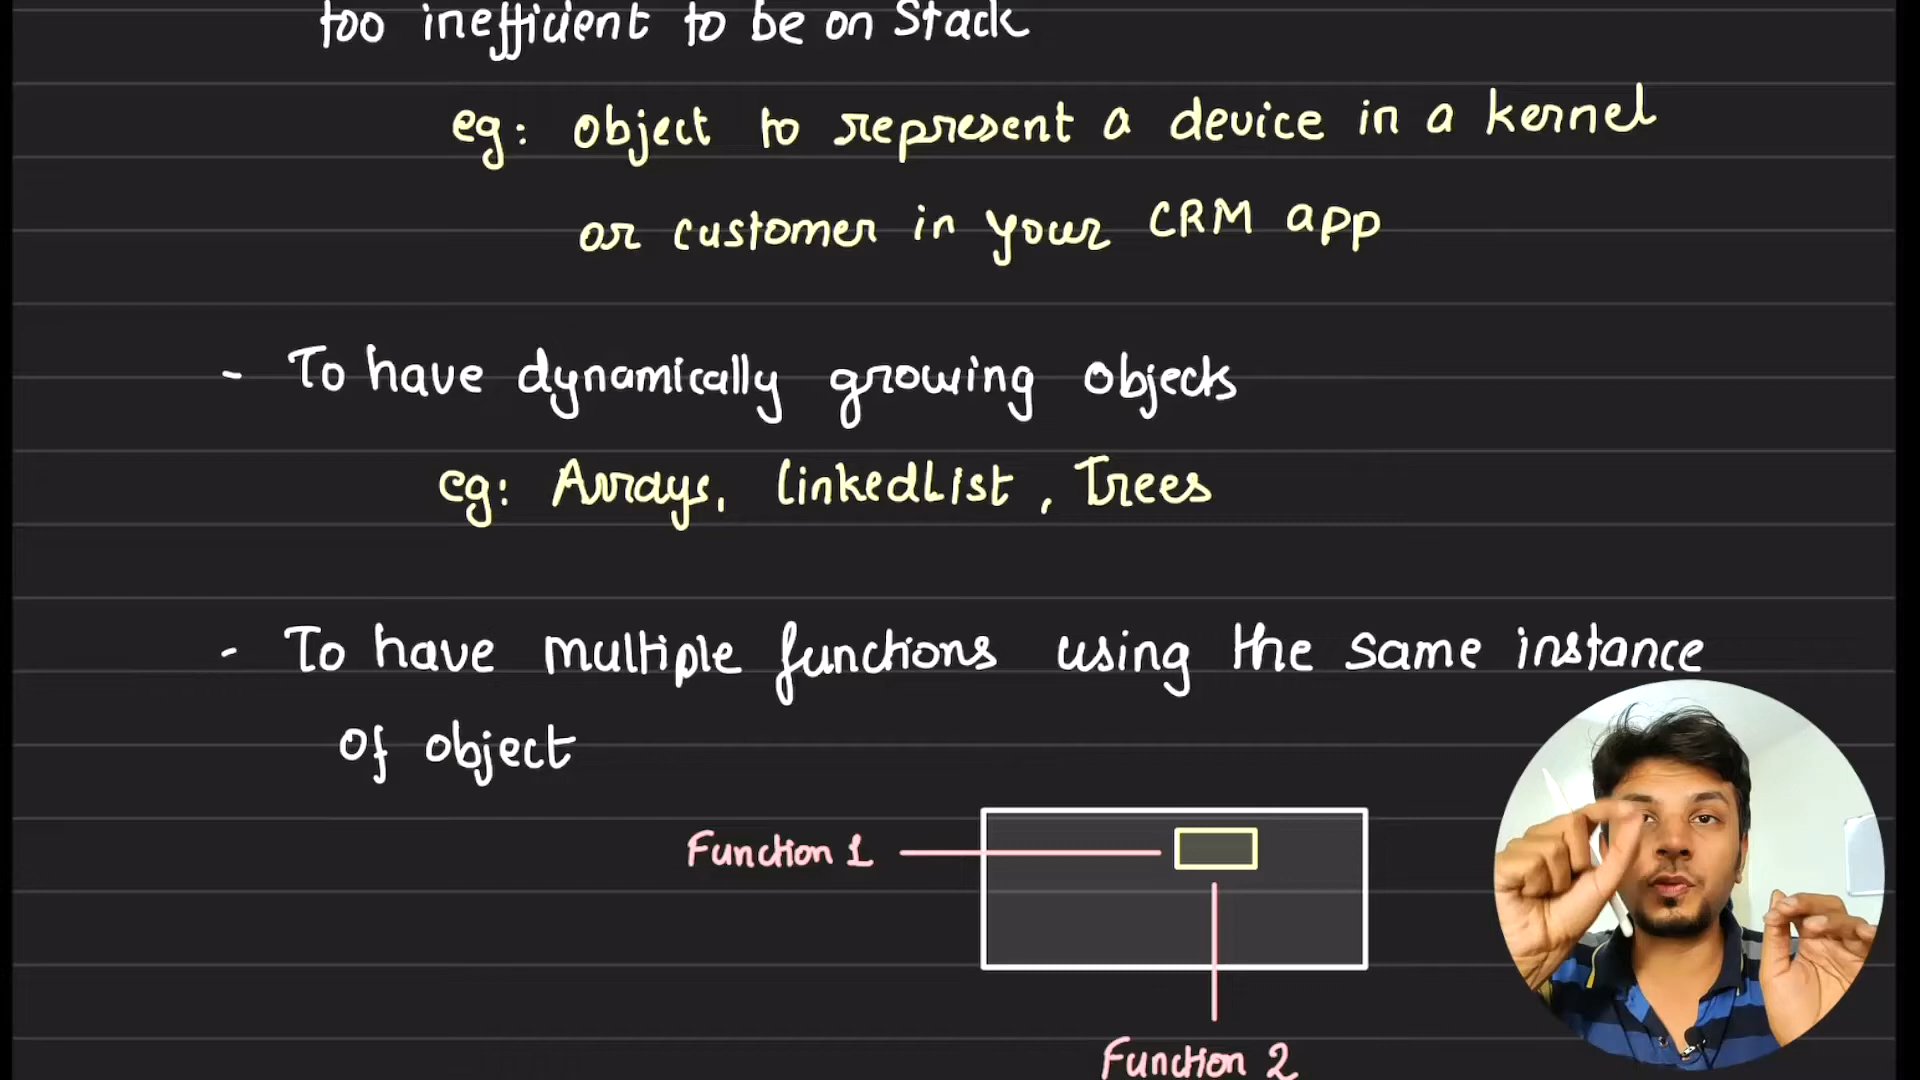 too inefficient to be on Stack
eg: object to represent a device in a kernel
or customer in your CRM app
- To have dynamically growing objects
eg: Arrays, linkedList, Trees
- To have multiple functions using the same instance
of object
Function 1
Function 2